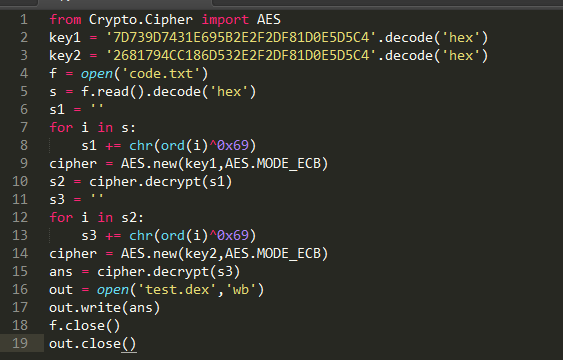 1 from Crypto.Cipher import AES
2 key1 = '7D739D7431E695B2E2F2DF81D0E5D5C4'.decode('hex')
3 key2 = '2681794CC186D532E2F2DF81D0E5D5C4'.decode('hex')
4 f = open('code.txt')
5 s = f.read().decode('hex')
6 s1 = ''
7 for i in s:
8     s1 += chr(ord(i)^0x69)
9 cipher = AES.new(key1,AES.MODE_ECB)
10 s2 = cipher.decrypt(s1)
11 s3 = ''
12 for i in s2:
13     s3 += chr(ord(i)^0x69)
14 cipher = AES.new(key2,AES.MODE_ECB)
15 ans = cipher.decrypt(s3)
16 out = open('test.dex','wb')
17 out.write(ans)
18 f.close()
19 out.close()